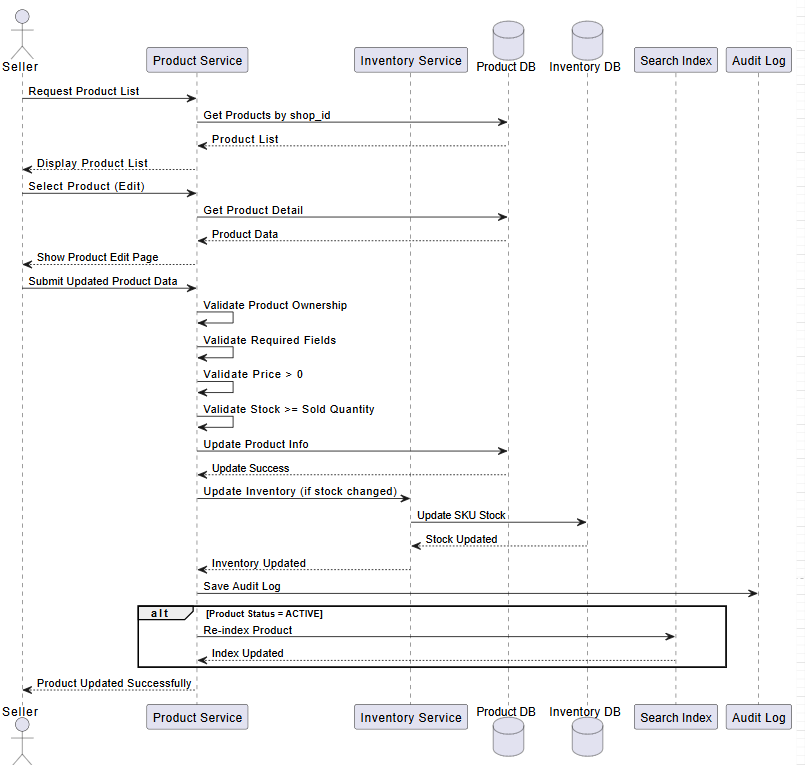 Seller
Product Service
Inventory Service
Product DB
Inventory DB
Search Index
Audit Log
Request Product List
Get Products by shop_id
Product List
Display Product List
Select Product (Edit)
Get Product Detail
Product Data
Show Product Edit Page
Submit Updated Product Data
Validate Product Ownership
Validate Required Fields
Validate Price > 0
Validate Stock >= Sold Quantity
Update Product Info
Update Success
Update Inventory (if stock changed)
Update SKU Stock
Stock Updated
Inventory Updated
Save Audit Log
alt
[Product Status = ACTIVE]
Re-index Product
Index Updated
Product Updated Successfully
Seller
Product Service
Inventory Service
Product DB
Inventory DB
Search Index
Audit Log